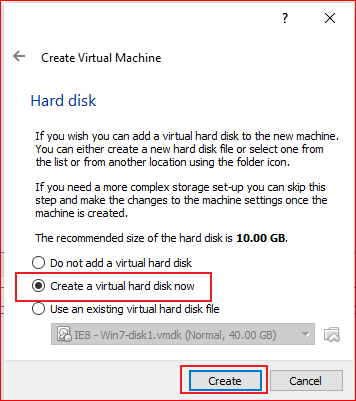 ?
Create Virtual Machine
Hard disk
If you wish you can add a virtual hard disk to the new machine.
You can either create a new hard disk file or select one from
the list or from another location using the folder icon.
If you need a more complex storage set-up you can skip this
step and make the changes to the machine settings once the
machine is created.
The recommended size of the hard disk is 10.00 GB.
Do not add a virtual hard disk
Create a virtual hard disk now
Use an existing virtual hard disk file
IE8 - Win7-disk1.vmdk (Normal, 40.00 GB)
Create
Cancel